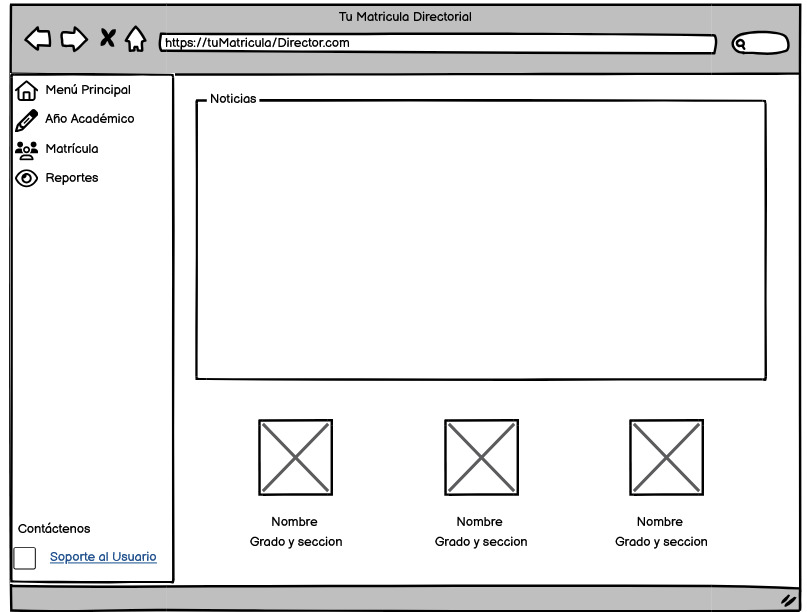 Tu Matricula Directorial
https://tuMatricula/Director.com
Menú Principal
Año Académico
Matrícula
Reportes
Noticias
Nombre
Grado y seccion
Nombre
Grado y seccion
Nombre
Grado y seccion
Contáctenos
Soporte al Usuario